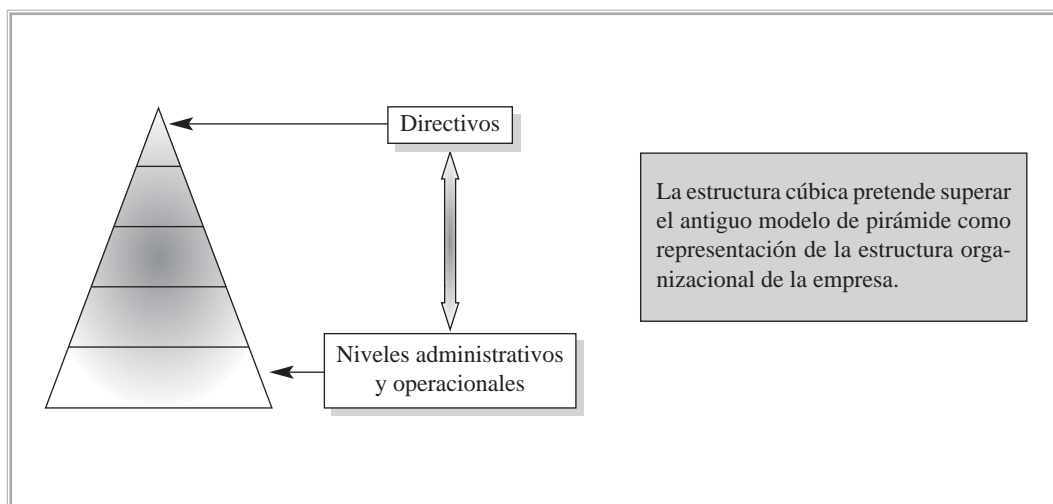 Directivos
La estructura cúbica pretende superar
el antiguo modelo de pirámide como
representación de la estructura orga-
nizacional de la empresa.
Niveles administrativos
y operacionales